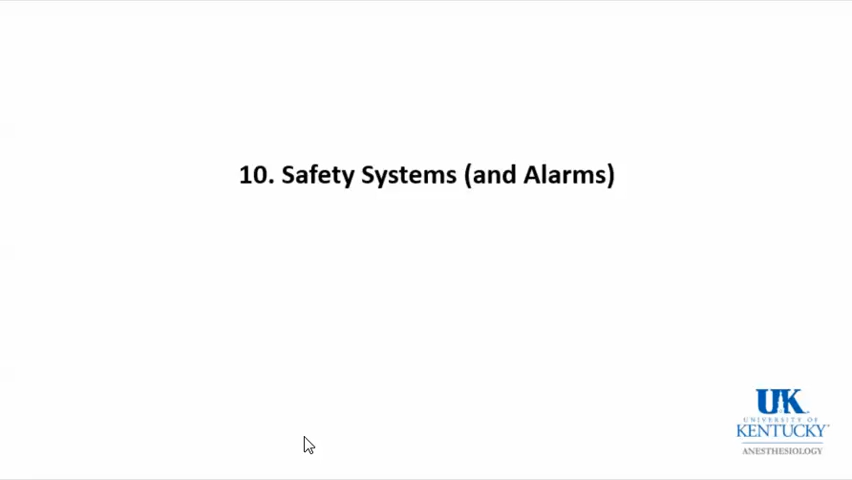 10. Safety Systems (and Alarms)
UK
UNIVERSITY OF
KENTUCKY
ANESTHESIOLOGY